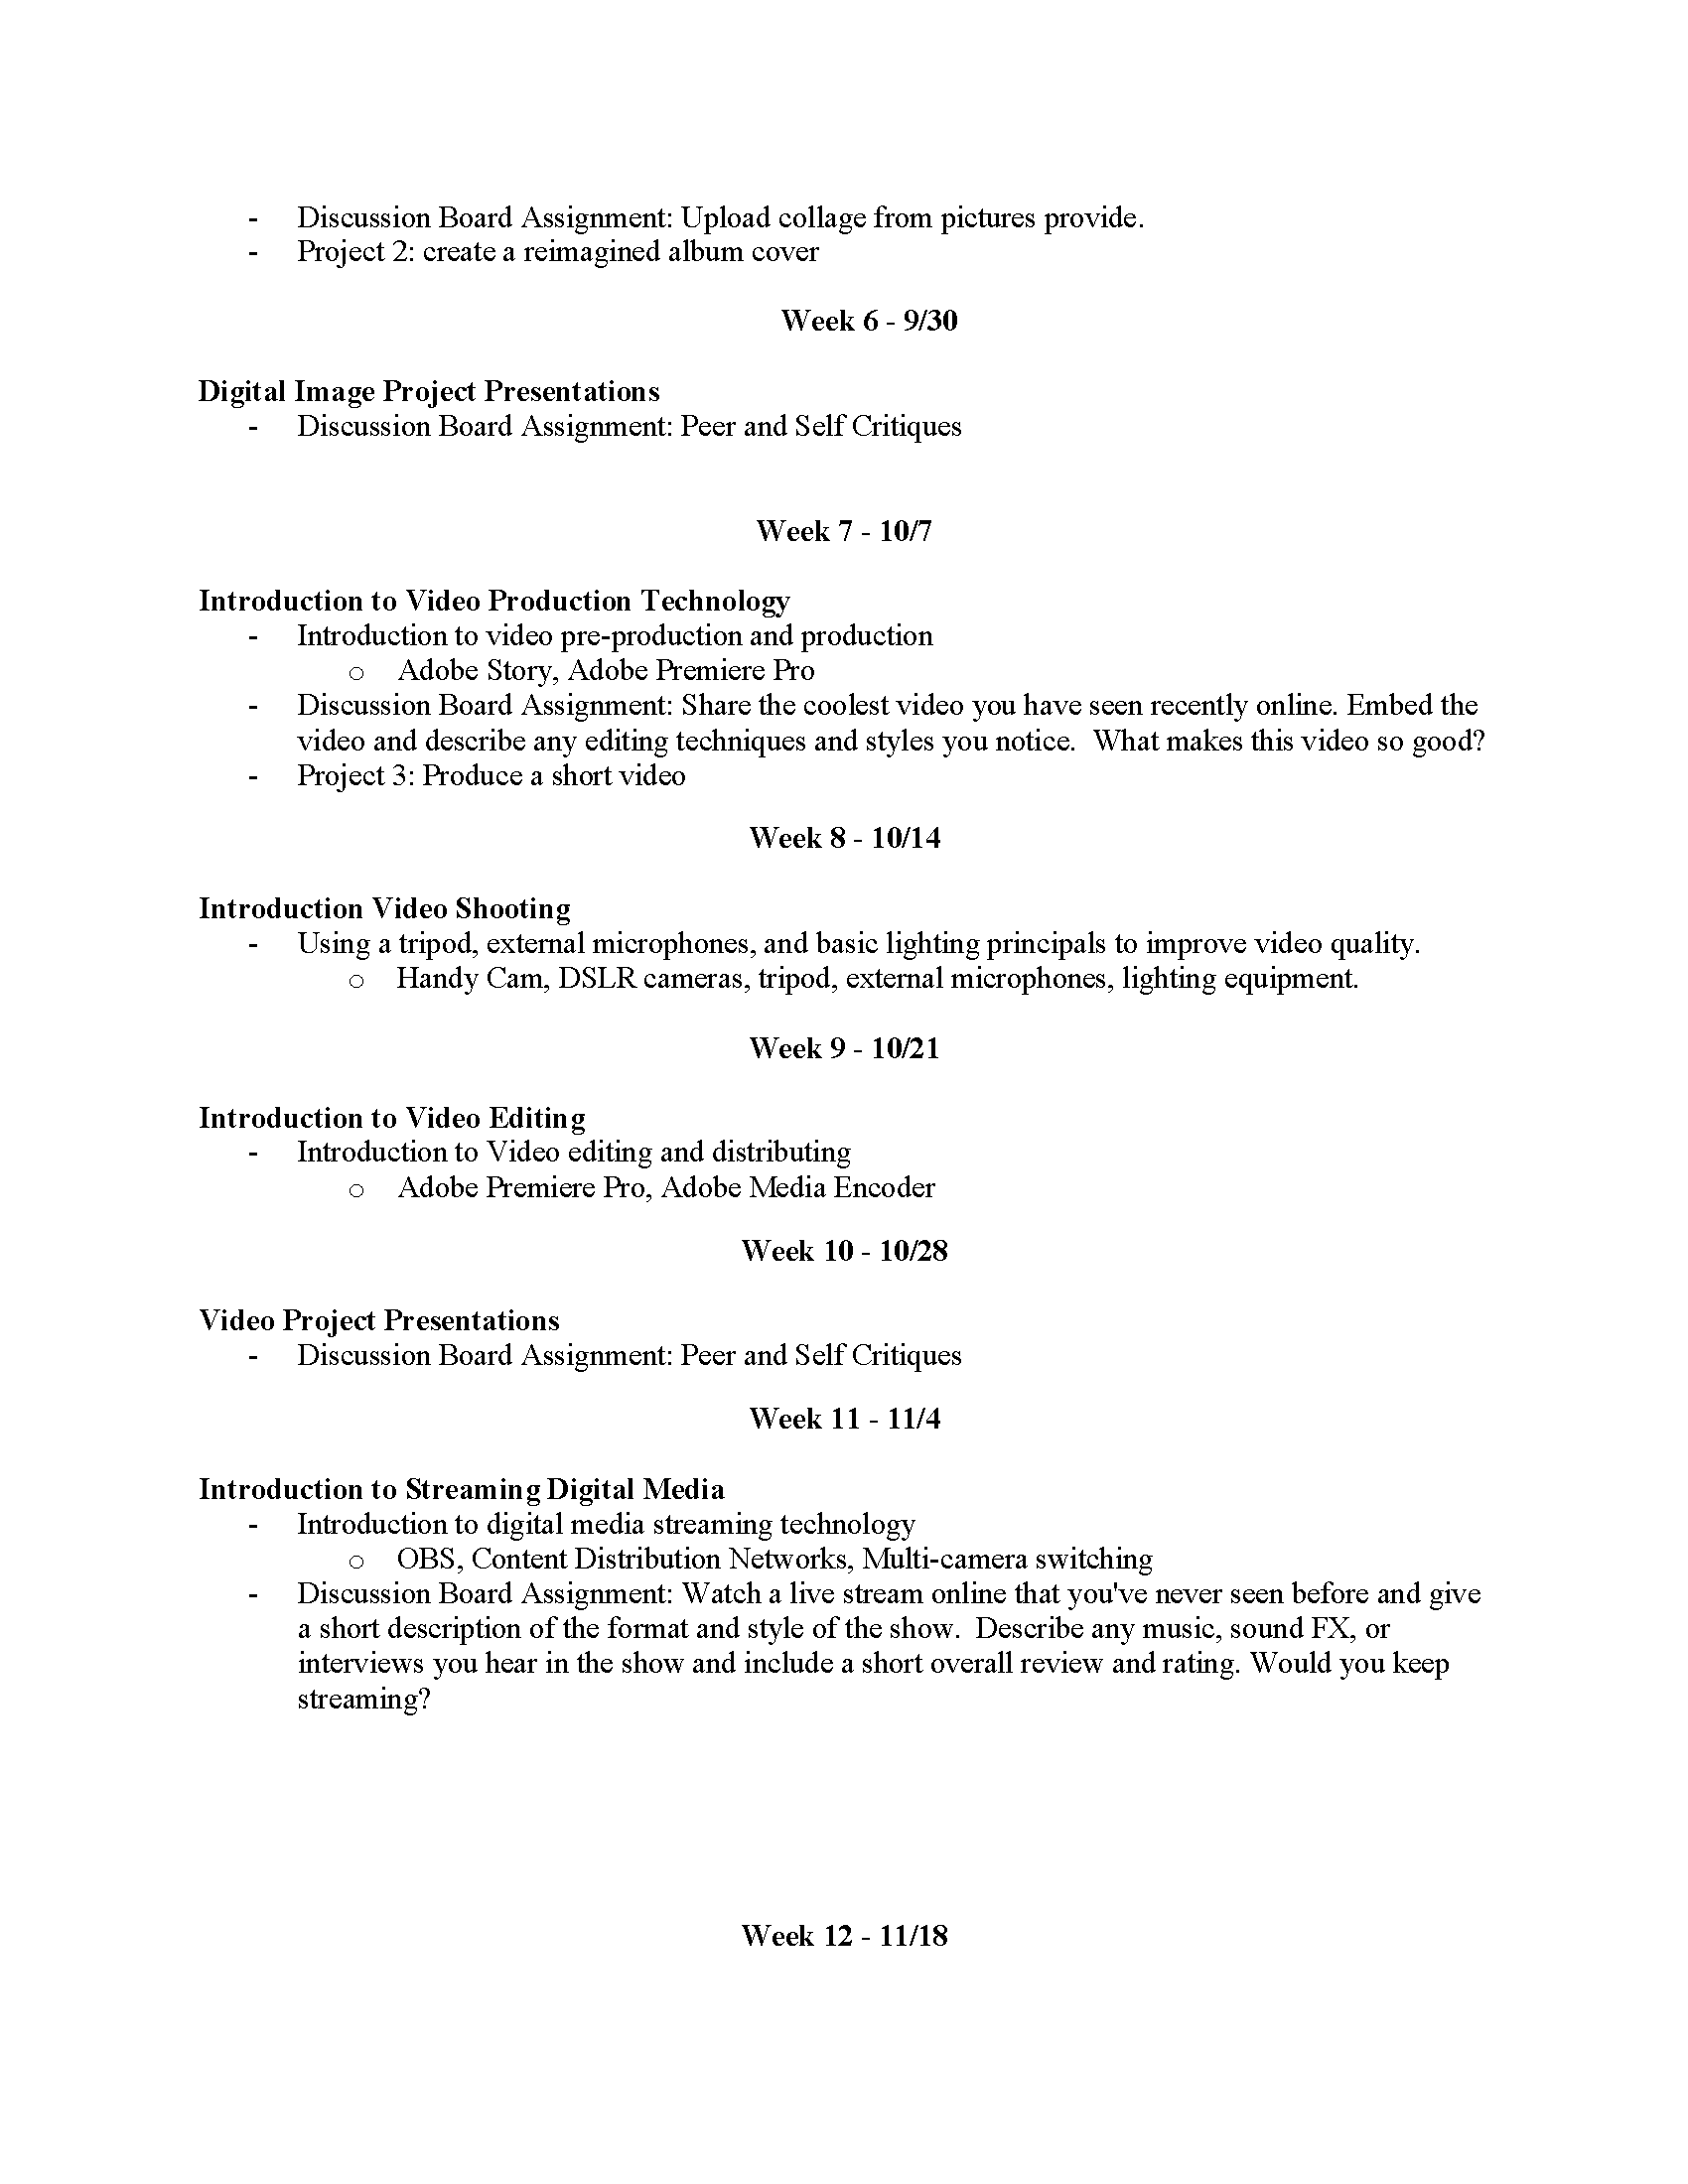 - Discussion Board Assignment: Upload collage from pictures provide.
- Project 2: create a reimagined album cover
Week 6 - 9/30
Digital Image Project Presentations
- Discussion Board Assignment: Peer and Self Critiques
Week 7 - 10/7
Introduction to Video Production Technology
- Introduction to video pre-production and production
o Adobe Story, Adobe Premiere Pro
- Discussion Board Assignment: Share the coolest video you have seen recently online. Embed the
video and describe any editing techniques and styles you notice.  What makes this video so good?
- Project 3: Produce a short video
Week 8 - 10/14
Introduction Video Shooting
- Using a tripod, external microphones, and basic lighting principals to improve video quality.
o Handy Cam, DSLR cameras, tripod, external microphones, lighting equipment.
Week 9 - 10/21
Introduction to Video Editing
- Introduction to Video editing and distributing
o Adobe Premiere Pro, Adobe Media Encoder
Week 10 - 10/28
Video Project Presentations
- Discussion Board Assignment: Peer and Self Critiques
Week 11 - 11/4
Introduction to Streaming Digital Media
- Introduction to digital media streaming technology
o OBS, Content Distribution Networks, Multi-camera switching
- Discussion Board Assignment: Watch a live stream online that you've never seen before and give
a short description of the format and style of the show.  Describe any music, sound FX, or
interviews you hear in the show and include a short overall review and rating. Would you keep
streaming?
Week 12 - 11/18